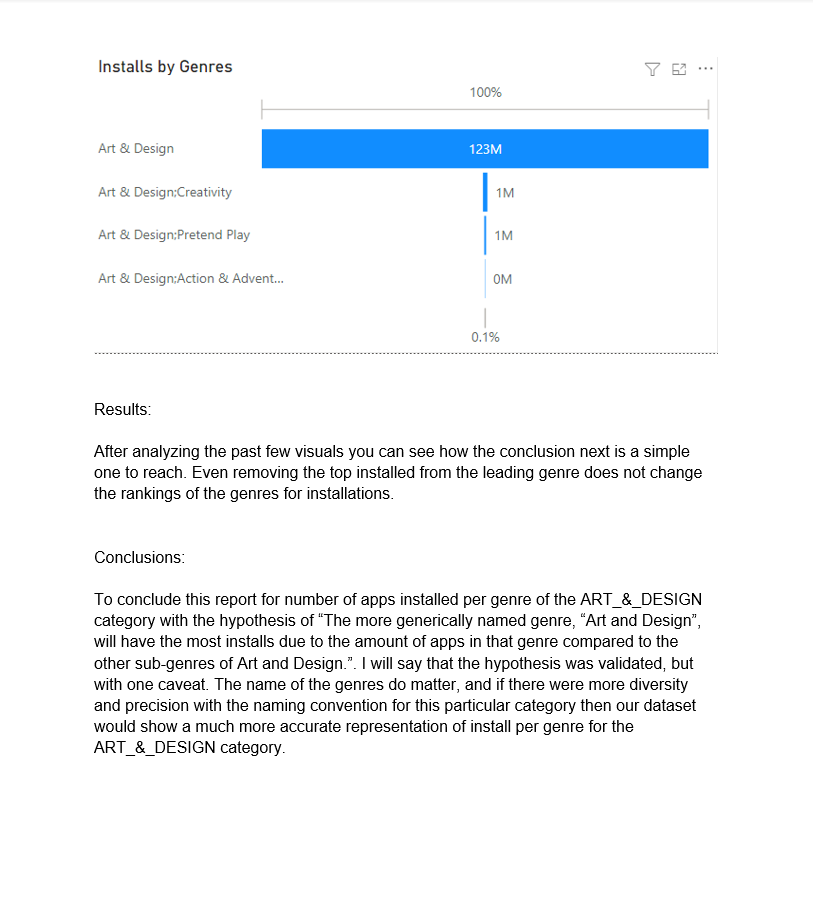 Installs by Genres
100%
Art & Design 123M
Art & Design;Creativity 1M
Art & Design;Pretend Play 1M
Art & Design;Action & Advent... 0M
0.1%
Results:
After analyzing the past few visuals you can see how the conclusion next is a simple
one to reach. Even removing the top installed from the leading genre does not change
the rankings of the genres for installations.
Conclusions:
To conclude this report for number of apps installed per genre of the ART_&_DESIGN
category with the hypothesis of “The more generically named genre, “Art and Design”,
will have the most installs due to the amount of apps in that genre compared to the
other sub-genres of Art and Design.”. I will say that the hypothesis was validated, but
with one caveat. The name of the genres do matter, and if there were more diversity
and precision with the naming convention for this particular category then our dataset
would show a much more accurate representation of install per genre for the
ART_&_DESIGN category.